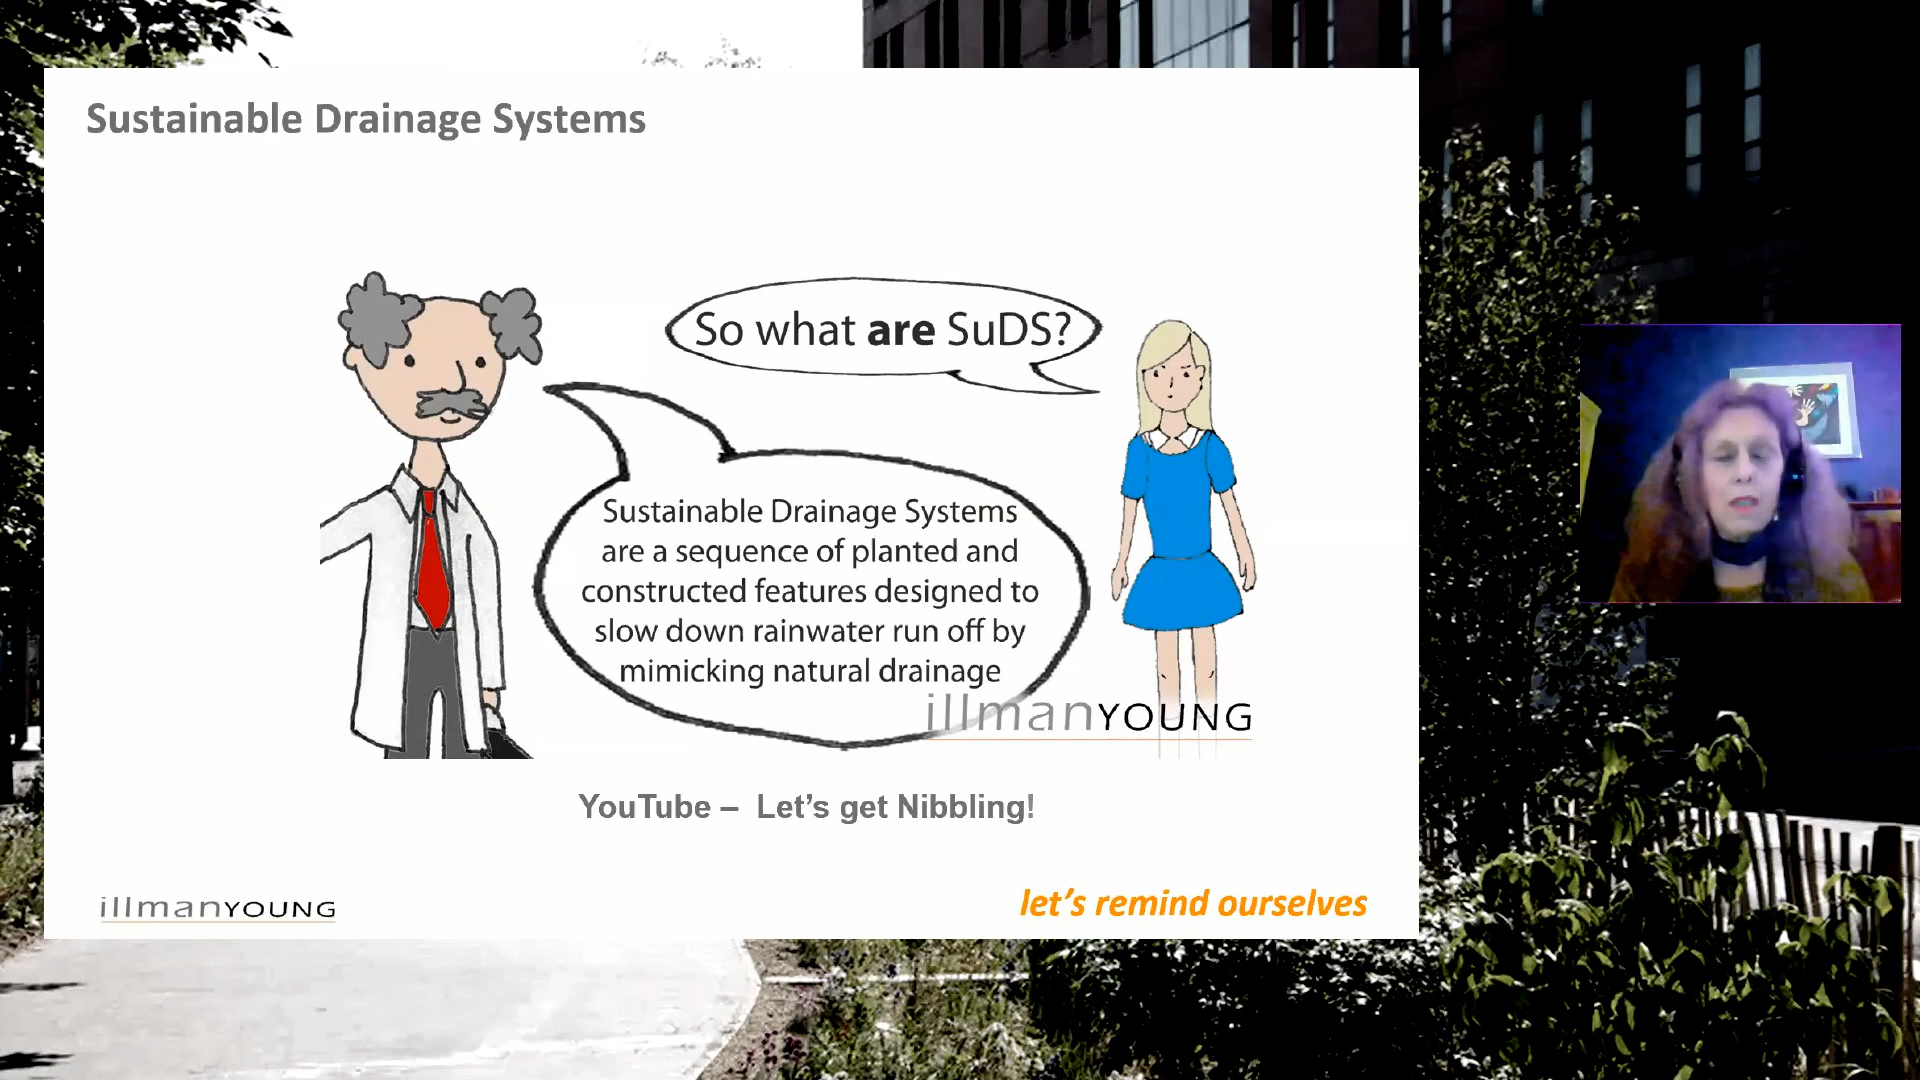 Sustainable Drainage Systems
So what are SuDS?
Sustainable Drainage Systems
are a sequence of planted and
constructed features designed to
slow down rainwater run off by
mimicking natural drainage
illmanYOUNG
YouTube – Let's get Nibbling!
illmanYOUNG
let's remind ourselves